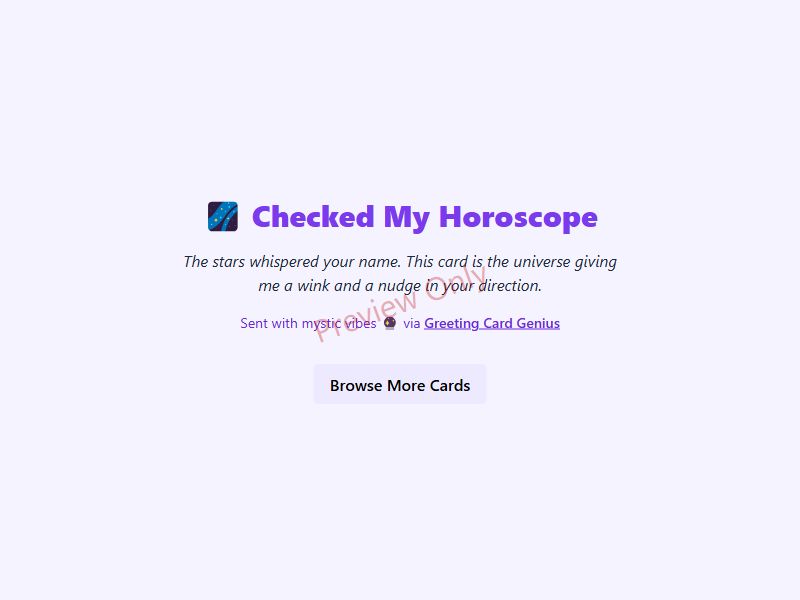 Checked My Horoscope
The stars whispered your name. This card is the universe giving
me a wink and a nudge in your direction.
Preview Only
Sent with mystic vibes 🔮 via Greeting Card Genius
Browse More Cards